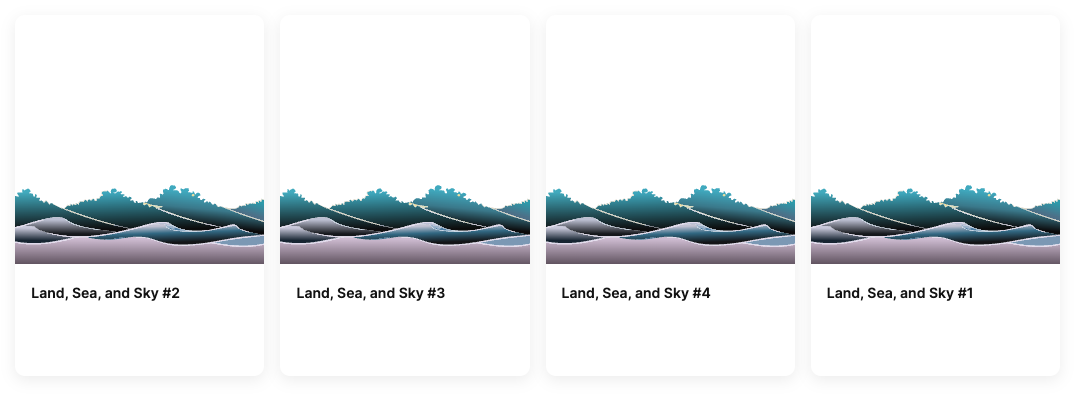 Land, Sea, and Sky #2
Land, Sea, and Sky #3
Land, Sea, and Sky #4
Land, Sea, and Sky #1